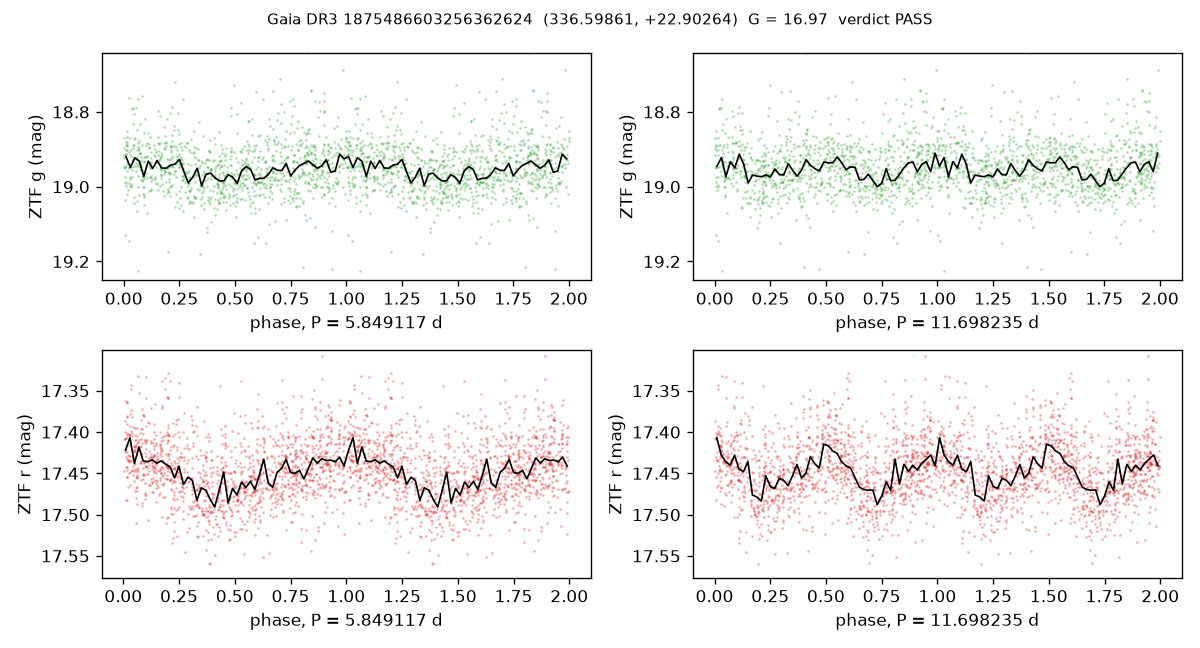 Gaia DR3 1875486603256362624  (336.59861, +22.90264)  G = 16.97  verdict PASS
ZTF g (mag)
18.8
19.0
19.2
0.00 0.25 0.50 0.75 1.00 1.25 1.50 1.75 2.00
phase, P = 5.849117 d
ZTF g (mag)
18.8
19.0
19.2
0.00 0.25 0.50 0.75 1.00 1.25 1.50 1.75 2.00
phase, P = 11.698235 d
ZTF r (mag)
17.35
17.40
17.45
17.50
17.55
0.00 0.25 0.50 0.75 1.00 1.25 1.50 1.75 2.00
phase, P = 5.849117 d
ZTF r (mag)
17.35
17.40
17.45
17.50
17.55
0.00 0.25 0.50 0.75 1.00 1.25 1.50 1.75 2.00
phase, P = 11.698235 d